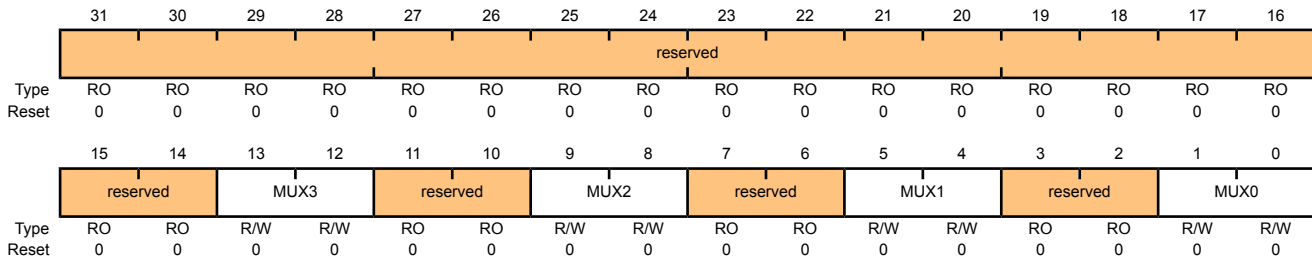 31 30 29 28 27 26 25 24 23 22 21 20 19 18 17 16
reserved
Type RO RO RO RO RO RO RO RO RO RO RO RO RO RO RO RO
Reset 0 0 0 0 0 0 0 0 0 0 0 0 0 0 0 0
15 14 13 12 11 10 9 8 7 6 5 4 3 2 1 0
reserved MUX3 reserved MUX2 reserved MUX1 reserved MUX0
Type RO RO R/W R/W RO RO R/W R/W RO RO R/W R/W RO RO R/W R/W
Reset 0 0 0 0 0 0 0 0 0 0 0 0 0 0 0 0